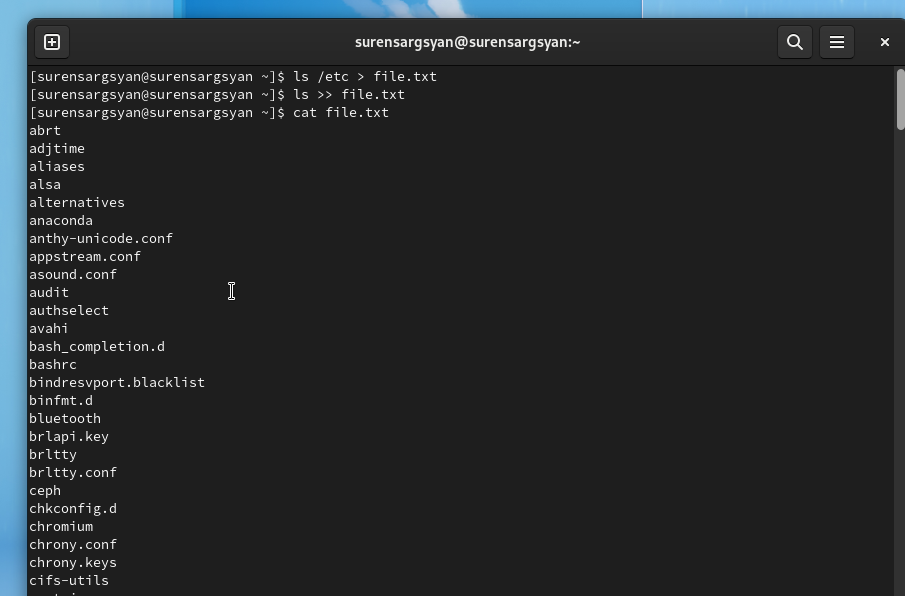 surensargsyan@surensargsyan:~
[surensargsyan@surensargsyan ~]$ ls /etc > file.txt
[surensargsyan@surensargsyan ~]$ ls >> file.txt
[surensargsyan@surensargsyan ~]$ cat file.txt
abrt
adjtime
aliases
alsa
alternatives
anaconda
anthy-unicode.conf
appstream.conf
asound.conf
audit
authselect
avahi
bash_completion.d
bashrc
bindresvport.blacklist
binfmt.d
bluetooth
brlapi.key
brltty
brltty.conf
ceph
chkconfig.d
chromium
chrony.conf
chrony.keys
cifs-utils